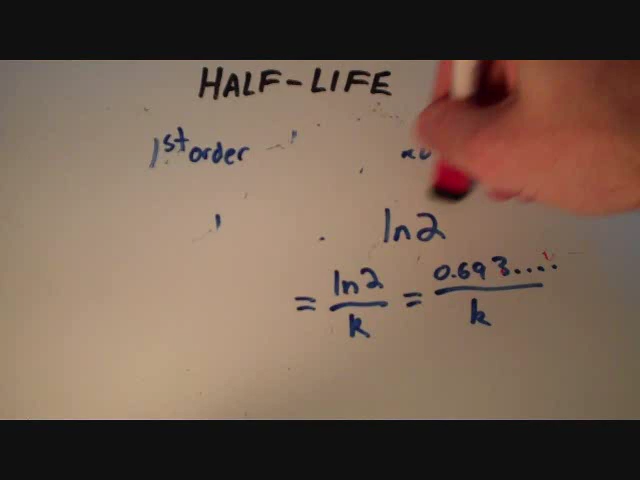 HALF-LIFE
1st order
ln2
= ln2/k = 0.693..../k